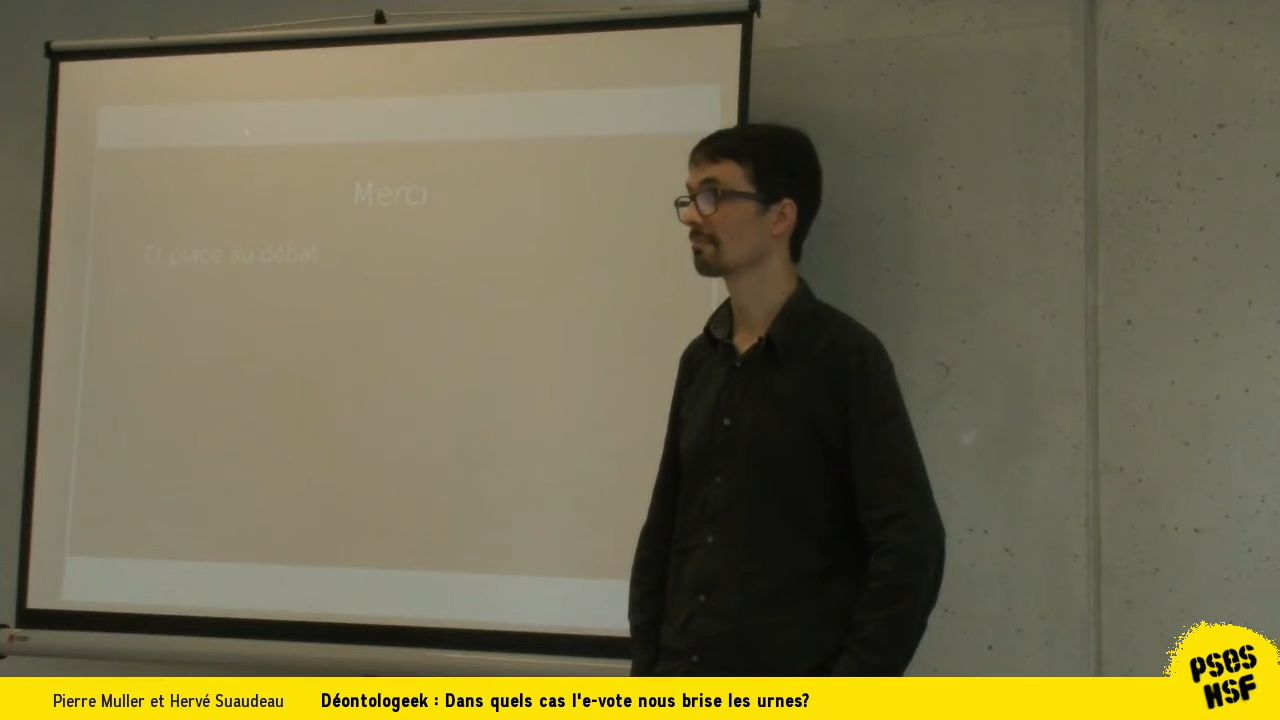 Merci
Et place au débat
Pierre Muller et Hervé Suaudeau
Déontologeek : Dans quels cas l'e-vote nous brise les urnes?
PSES
HSF